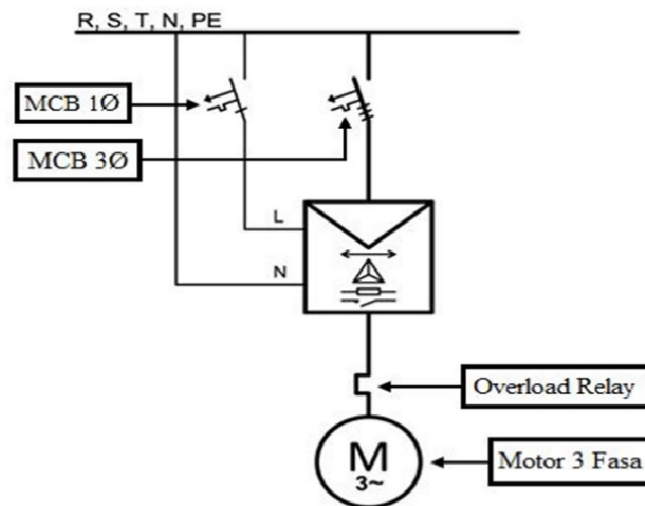 R, S, T, N, PE
MCB 1Ø
MCB 3Ø
L
N
Overload Relay
M
3~
Motor 3 Fasa